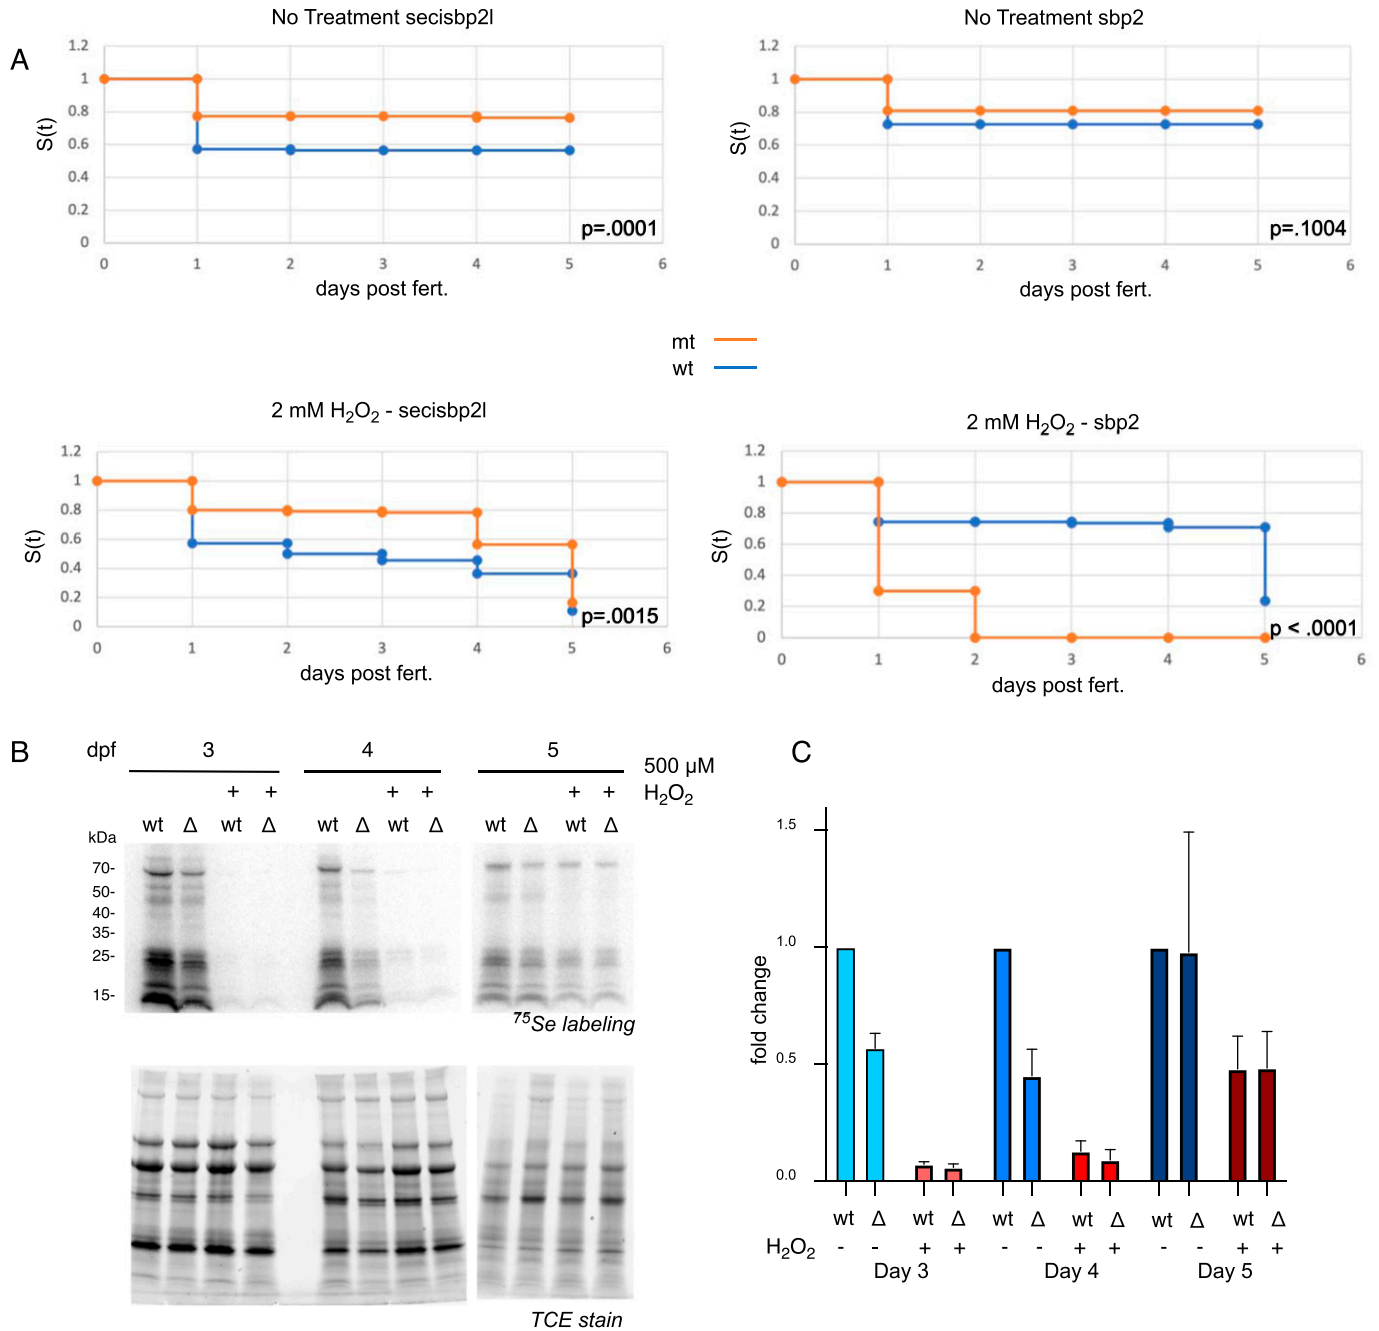 A
No Treatment secisbp2l
1.2
1
0.8
0.6
0.4
0.2
0
S(t)
p=.0001
0 1 2 3 4 5 6
days post fert.
No Treatment sbp2
1.2
1
0.8
0.6
0.4
0.2
0
S(t)
p=.1004
0 1 2 3 4 5 6
days post fert.
mt
wt
2 mM H₂O₂ - secisbp2l
1.2
1
0.8
0.6
0.4
0.2
0
S(t)
p=.0015
0 1 2 3 4 5 6
days post fert.
2 mM H₂O₂ - sbp2
1.2
1
0.8
0.6
0.4
0.2
0
S(t)
p < .0001
0 1 2 3 4 5 6
days post fert.
B
dpf 3 4 5
500 µM
+ + + + + + H₂O₂
wt Δ wt Δ wt Δ wt Δ wt Δ wt Δ
kDa
70-
50-
40-
35-
25-
15-
⁷⁵Se labeling
TCE stain
C
1.5
1.0
0.5
0.0
fold change
wt Δ wt Δ wt Δ wt Δ wt Δ wt Δ
H₂O₂ - - + + - - + + - - + +
Day 3 Day 4 Day 5